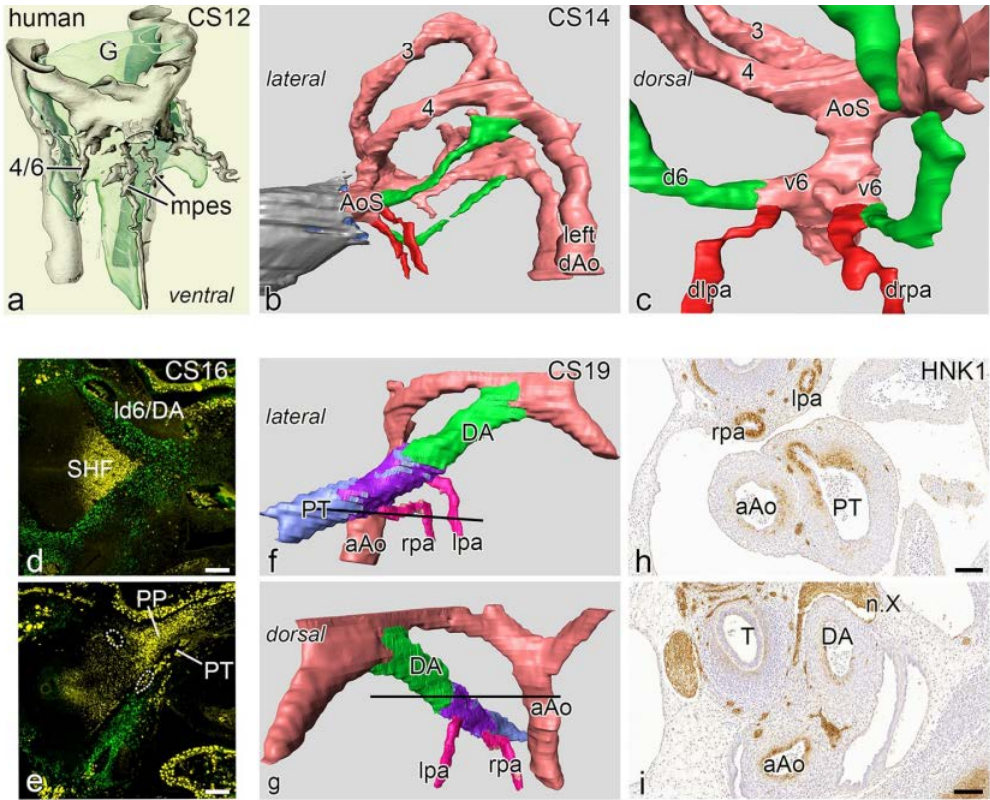 human CS12
G
4/6
mpes
ventral
a
CS14
lateral
3
4
AoS
left
dAo
b
dorsal
3
4
AoS
d6
v6
v6
dlpa
drpa
c
CS16
ld6/DA
SHF
d
PP
PT
e
CS19
lateral
DA
PT
aAo
rpa
lpa
f
dorsal
DA
aAo
lpa
rpa
g
HNK1
lpa
rpa
aAo
PT
h
n.X
T
DA
aAo
i